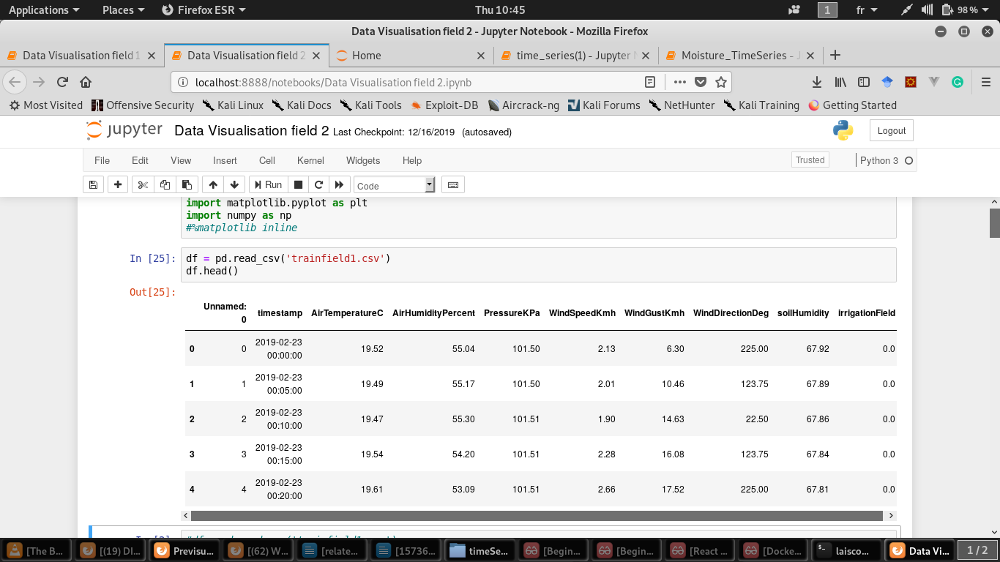 Applications Places Firefox ESR Thu 10:45 1 fr 98 %
Data Visualisation field 2 - Jupyter Notebook - Mozilla Firefox
Data Visualisation field 1 Data Visualisation field 2 Home time_series(1) - Jupyter N Moisture_TimeSeries - J
localhost:8888/notebooks/Data Visualisation field 2.ipynb
Most Visited Offensive Security Kali Linux Kali Docs Kali Tools Exploit-DB Aircrack-ng Kali Forums NetHunter Kali Training Getting Started
jupyter Data Visualisation field 2 Last Checkpoint: 12/16/2019 (autosaved) Logout
File Edit View Insert Cell Kernel Widgets Help Trusted Python 3
Run Code
import matplotlib.pyplot as plt
import numpy as np
#%matplotlib inline
In [25]: df = pd.read_csv('trainfield1.csv')
df.head()
Out[25]:
Unnamed: 0 timestamp AirTemperatureC AirHumidityPercent PressureKPa WindSpeedKmh WindGustKmh WindDirectionDeg soilHumidity irrigationField
0 0 2019-02-23 00:00:00 19.52 55.04 101.50 2.13 6.30 225.00 67.92 0.0
1 1 2019-02-23 00:05:00 19.49 55.17 101.50 2.01 10.46 123.75 67.89 0.0
2 2 2019-02-23 00:10:00 19.47 55.30 101.51 1.90 14.63 22.50 67.86 0.0
3 3 2019-02-23 00:15:00 19.54 54.20 101.51 2.28 16.08 123.75 67.84 0.0
4 4 2019-02-23 00:20:00 19.61 53.09 101.51 2.66 17.52 225.00 67.81 0.0
[The B... [(19) DI... Previsu... [(62) W... [relate... [15736... timeSe... [Begin... [Begin... [React ... [Docke... laisco... Data Vi... 1 / 2